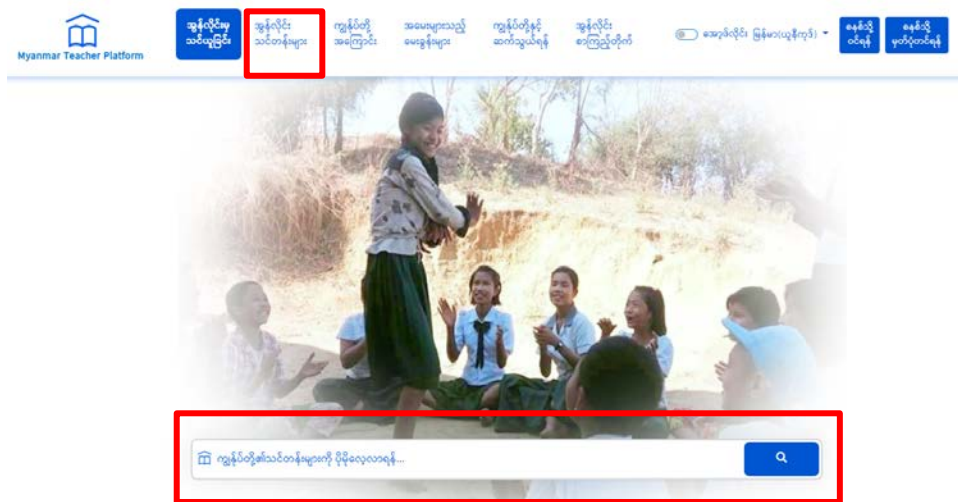 Myanmar Teacher Platform
အွန်လိုင်းမှ
သင်ယူခြင်း
အွန်လိုင်း
သင်တန်းများ
ကျွန်ုပ်တို့
အကြောင်း
အမေးများသည့်
မေးခွန်းများ
ကျွန်ုပ်တို့နှင့်
ဆက်သွယ်ရန်
အွန်လိုင်း
စာကြည့်တိုက်
အော့ဖ်လိုင်း မြန်မာ(ယူနီကုဒ်)
စနစ်သို့
ဝင်ရန်
စနစ်သို့
မှတ်ပုံတင်ရန်
ကျွန်ုပ်တို့၏သင်တန်းများကို ပိုမိုလေ့လာရန်...